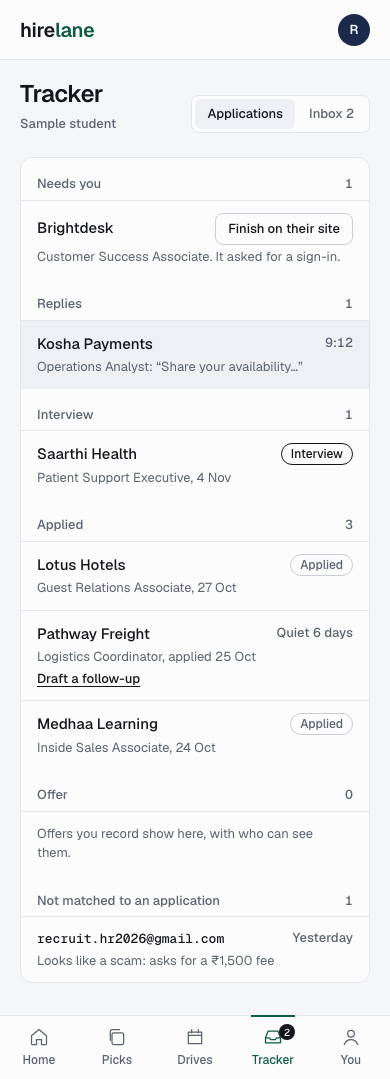 hirelane
R
Tracker
Sample student
Applications
Inbox 2
Needs you 1
Brightdesk
Finish on their site
Customer Success Associate. It asked for a sign-in.
Replies 1
Kosha Payments 9:12
Operations Analyst: “Share your availability…”
Interview 1
Saarthi Health
Interview
Patient Support Executive, 4 Nov
Applied 3
Lotus Hotels
Applied
Guest Relations Associate, 27 Oct
Pathway Freight
Quiet 6 days
Logistics Coordinator, applied 25 Oct
Draft a follow-up
Medhaa Learning
Applied
Inside Sales Associate, 24 Oct
Offer 0
Offers you record show here, with who can see
them.
Not matched to an application 1
recruit.hr2026@gmail.com
Yesterday
Looks like a scam: asks for a ₹1,500 fee
2
Home Picks Drives Tracker You